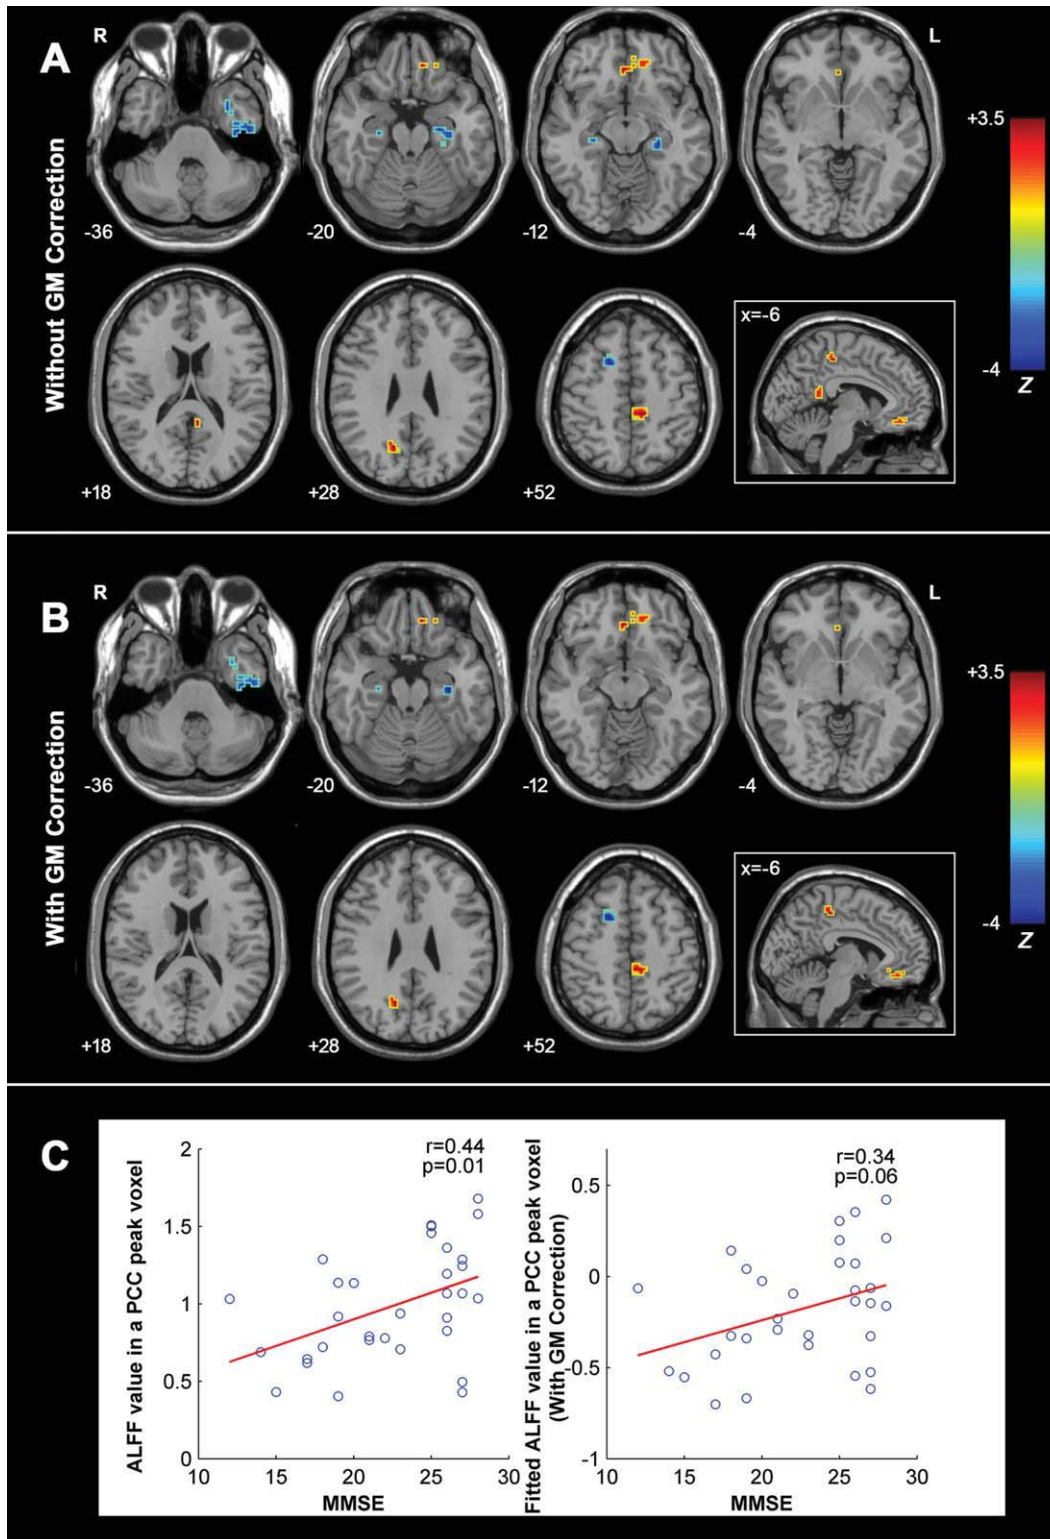 A
R
L
Without GM Correction
-36
-20
-12
-4
+3.5
-4
Z
+18
+28
+52
x=-6
B
R
L
With GM Correction
-36
-20
-12
-4
+3.5
-4
Z
+18
+28
+52
x=-6
C
ALFF value in a PCC peak voxel
r=0.44
p=0.01
2
1.5
1
0.5
0
10 15 20 25 30
MMSE
Fitted ALFF value in a PCC peak voxel
(With GM Correction)
r=0.34
p=0.06
0.5
0
-0.5
-1
10 15 20 25 30
MMSE